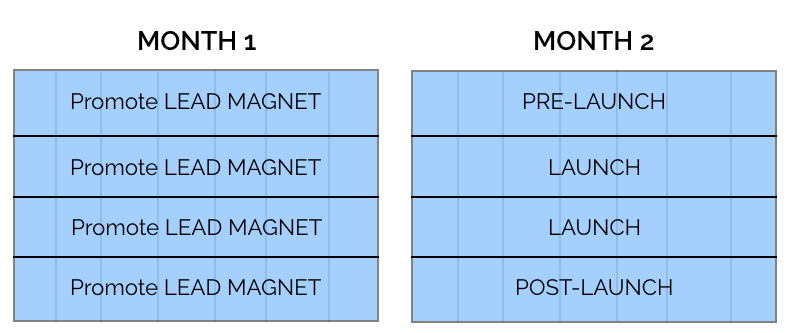 MONTH 1
Promote LEAD MAGNET
Promote LEAD MAGNET
Promote LEAD MAGNET
Promote LEAD MAGNET
MONTH 2
PRE-LAUNCH
LAUNCH
LAUNCH
POST-LAUNCH